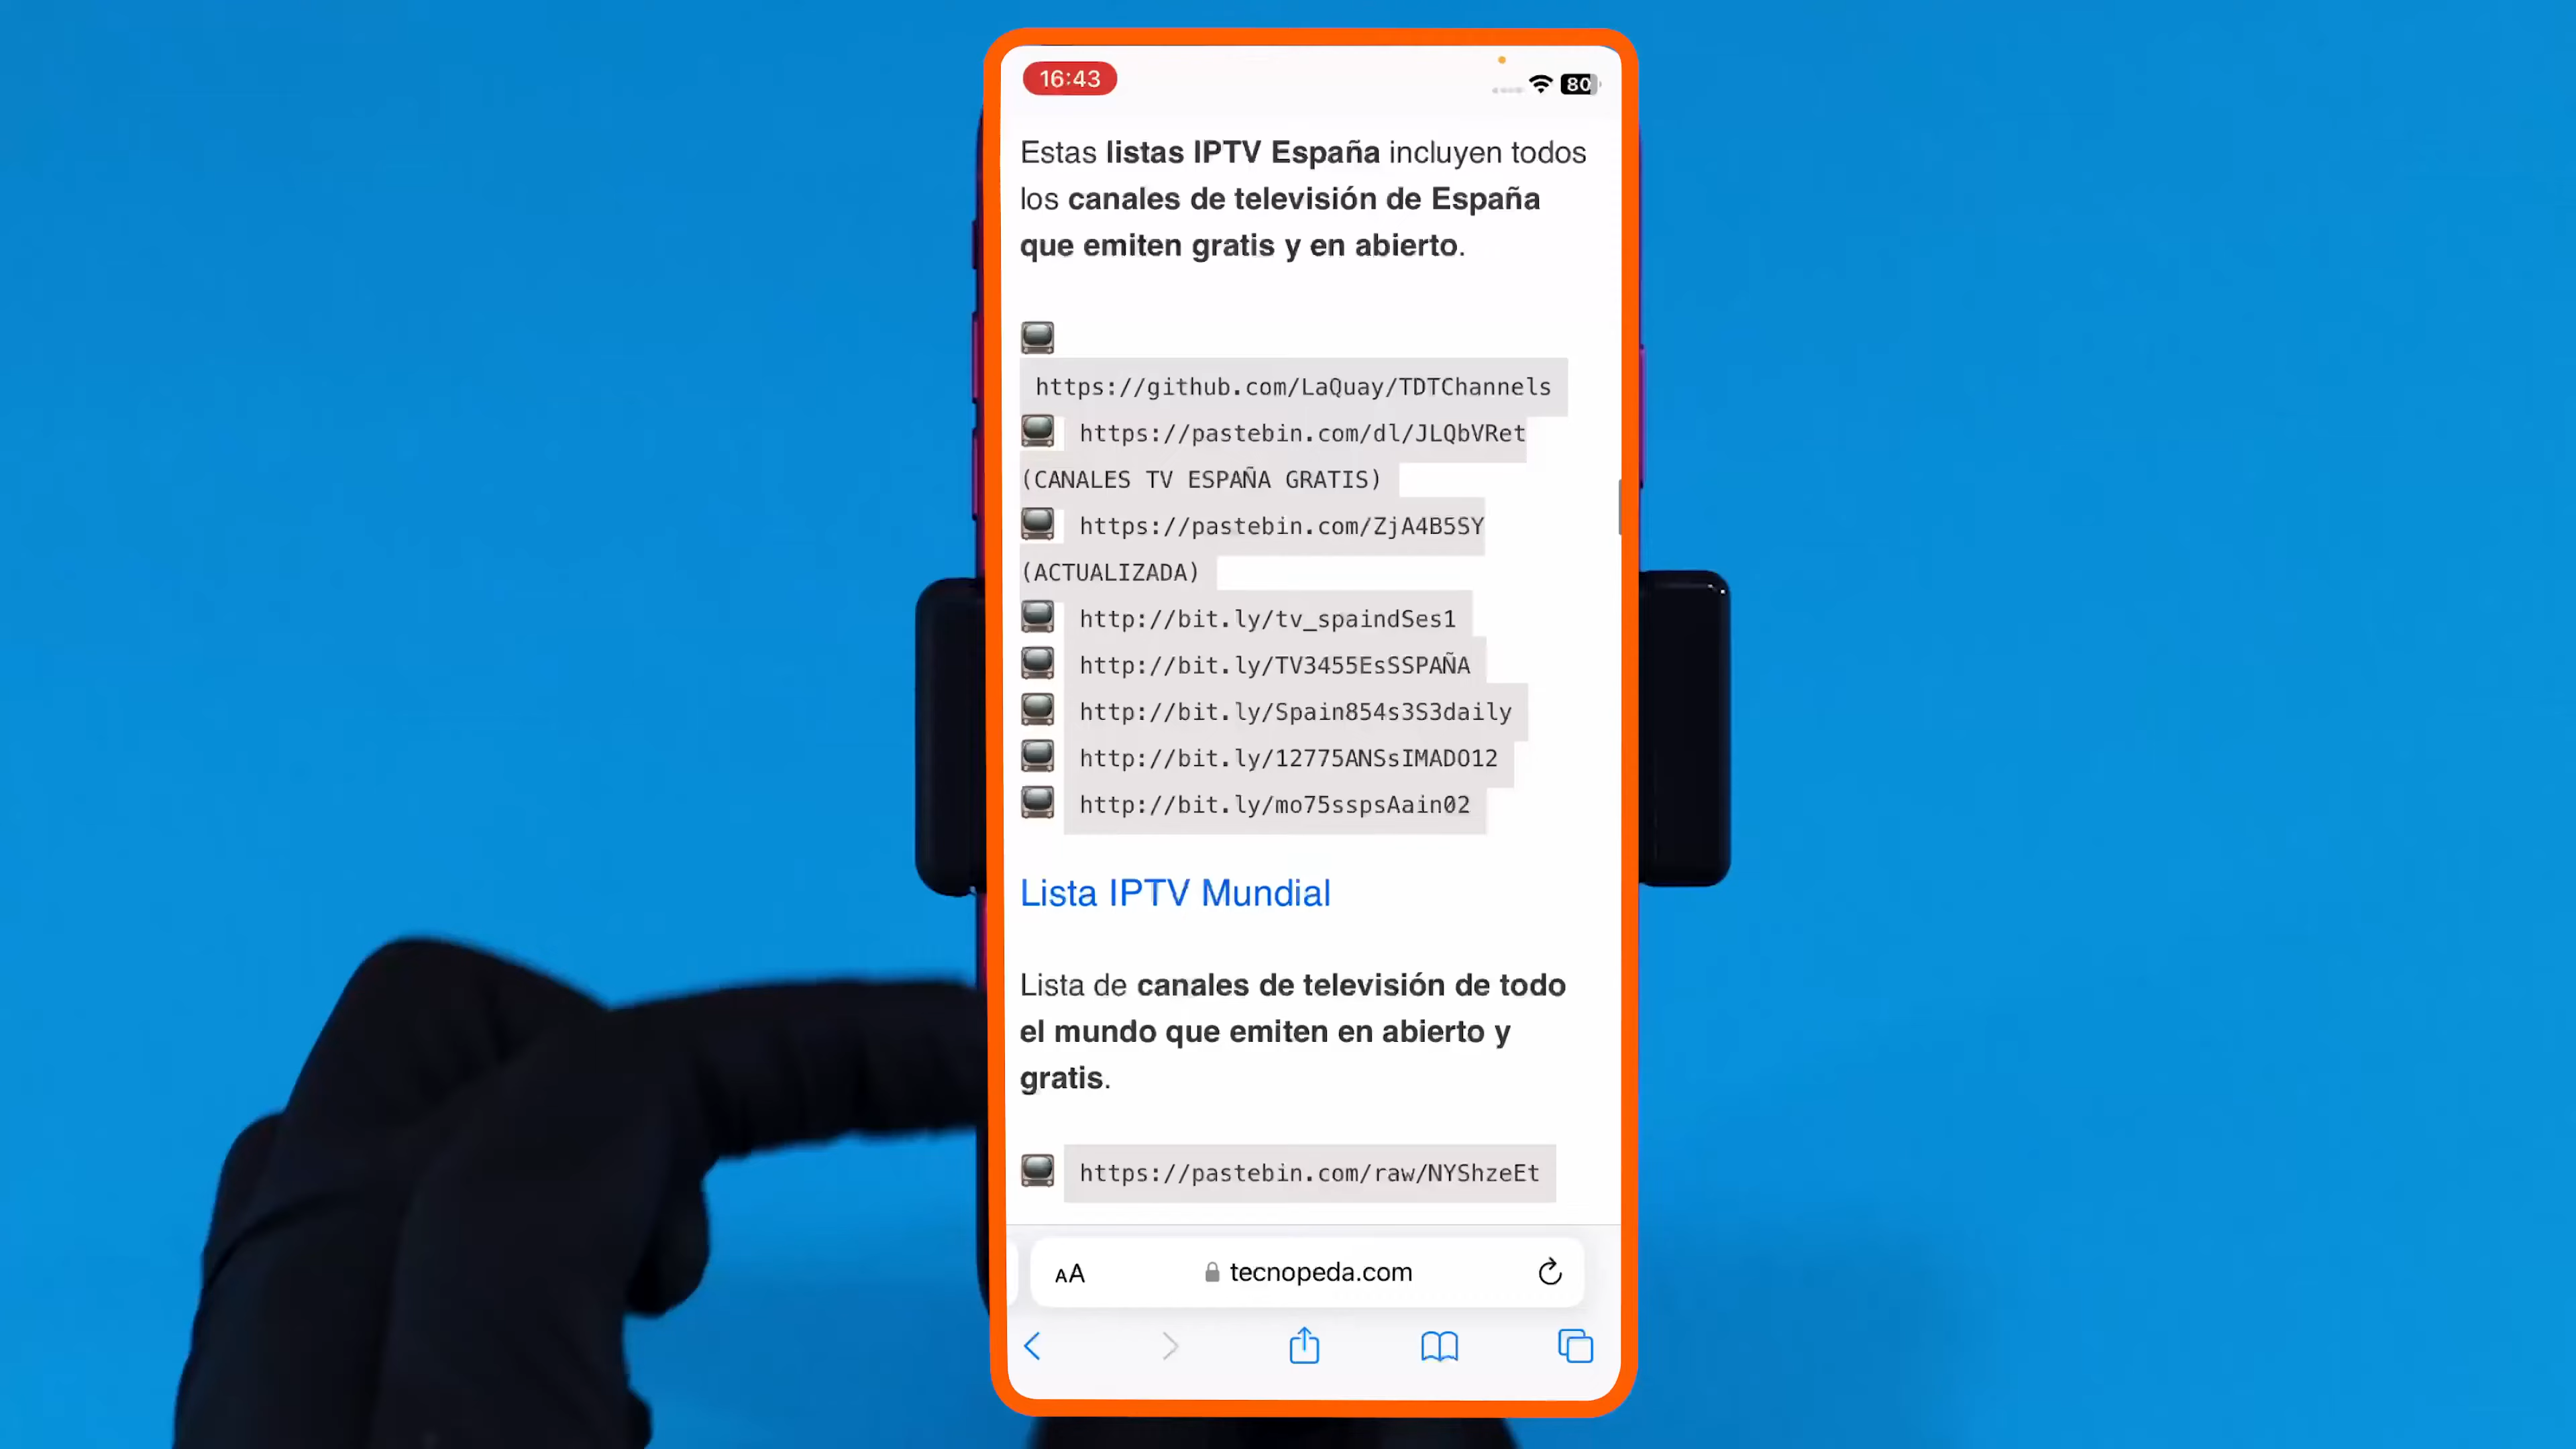 16:43
80
Estas listas IPTV España incluyen todos
los canales de televisión de España
que emiten gratis y en abierto.
https://github.com/LaQuay/TDTChannels
https://pastebin.com/dl/JLQbVRet
(CANALES TV ESPAÑA GRATIS)
https://pastebin.com/ZjA4B5SY
(ACTUALIZADA)
http://bit.ly/tv_spaindSes1
http://bit.ly/TV3455EsSSPAÑA
http://bit.ly/Spain854s3S3daily
http://bit.ly/12775ANSsIMADO12
http://bit.ly/mo75sspsAain02
Lista IPTV Mundial
Lista de canales de televisión de todo
el mundo que emiten en abierto y
gratis.
https://pastebin.com/raw/NYShzeEt
AA tecnopeda.com